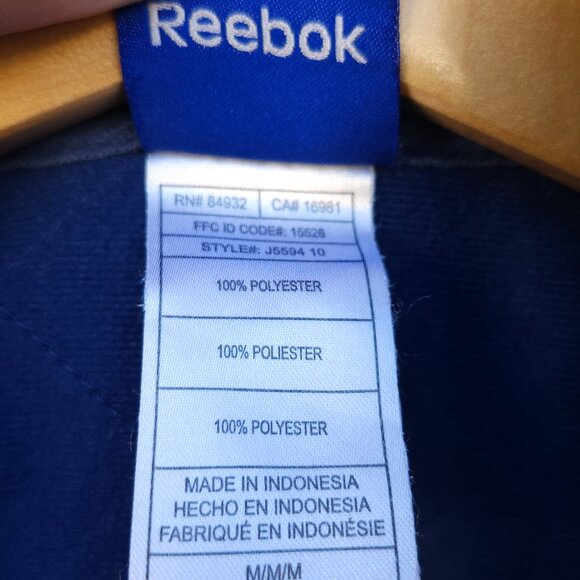 Reebok
RN# 84932 CA# 16981
FFC ID CODE#: 15528
STYLE#: J5594 10
100% POLYESTER
100% POLIESTER
100% POLYESTER
MADE IN INDONESIA
HECHO EN INDONESIA
FABRIQUÉ EN INDONÉSIE
M/M/M